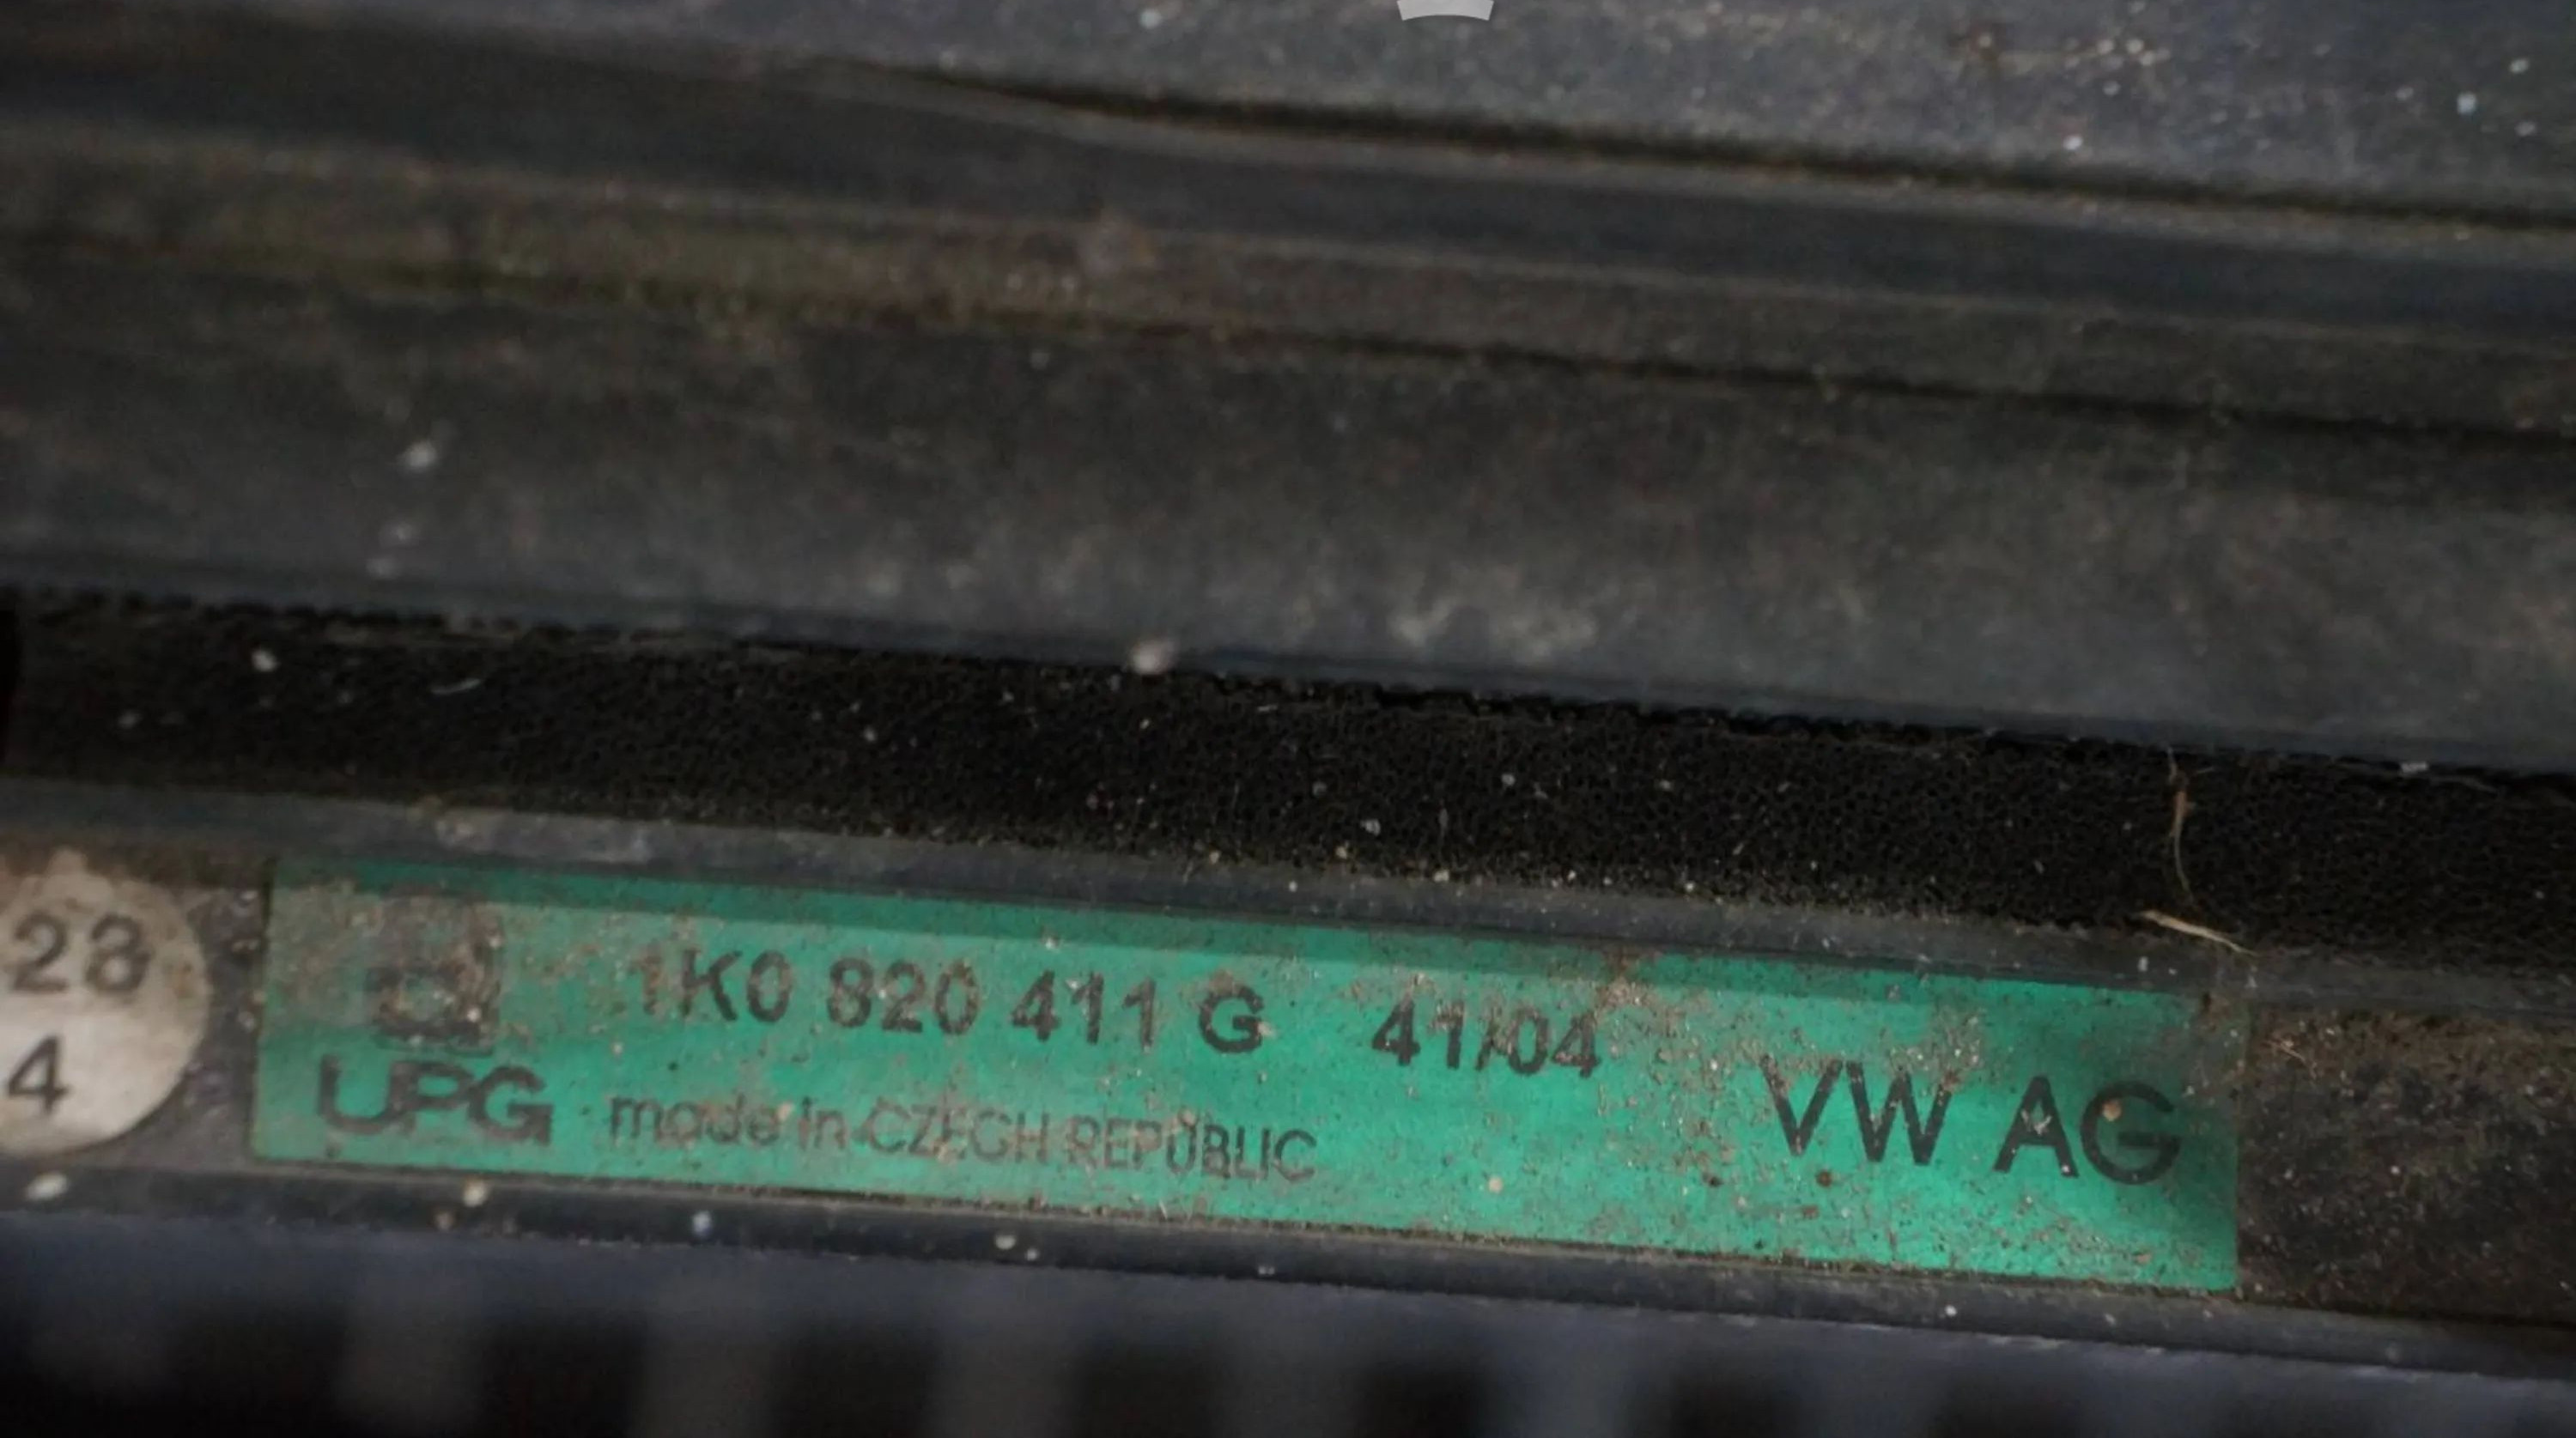 28
4
1K0 820 411 G 41/04
UPG made in CZECH REPUBLIC
VW AG